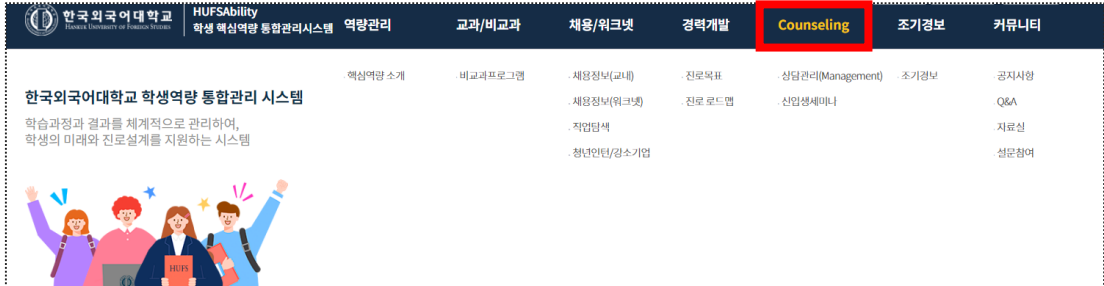 한국외국어대학교
HANKUK UNIVERSITY OF FOREIGN STUDIES
HUFSAbility
학생 핵심역량 통합관리시스템
역량관리 교과/비교과 채용/워크넷 경력개발 Counseling 조기경보 커뮤니티
· 핵심역량 소개 · 비교과프로그램 · 채용정보(교내) · 진로목표 · 상담관리(Management) · 조기경보 · 공지사항
· 채용정보(워크넷) · 진로 로드맵 · 신입생세미나 Q&A
· 직업탐색 자료실
· 청년인턴/강소기업 · 설문참여
한국외국어대학교 학생역량 통합관리 시스템
학습과정과 결과를 체계적으로 관리하여,
학생의 미래와 진로설계를 지원하는 시스템
HUFS